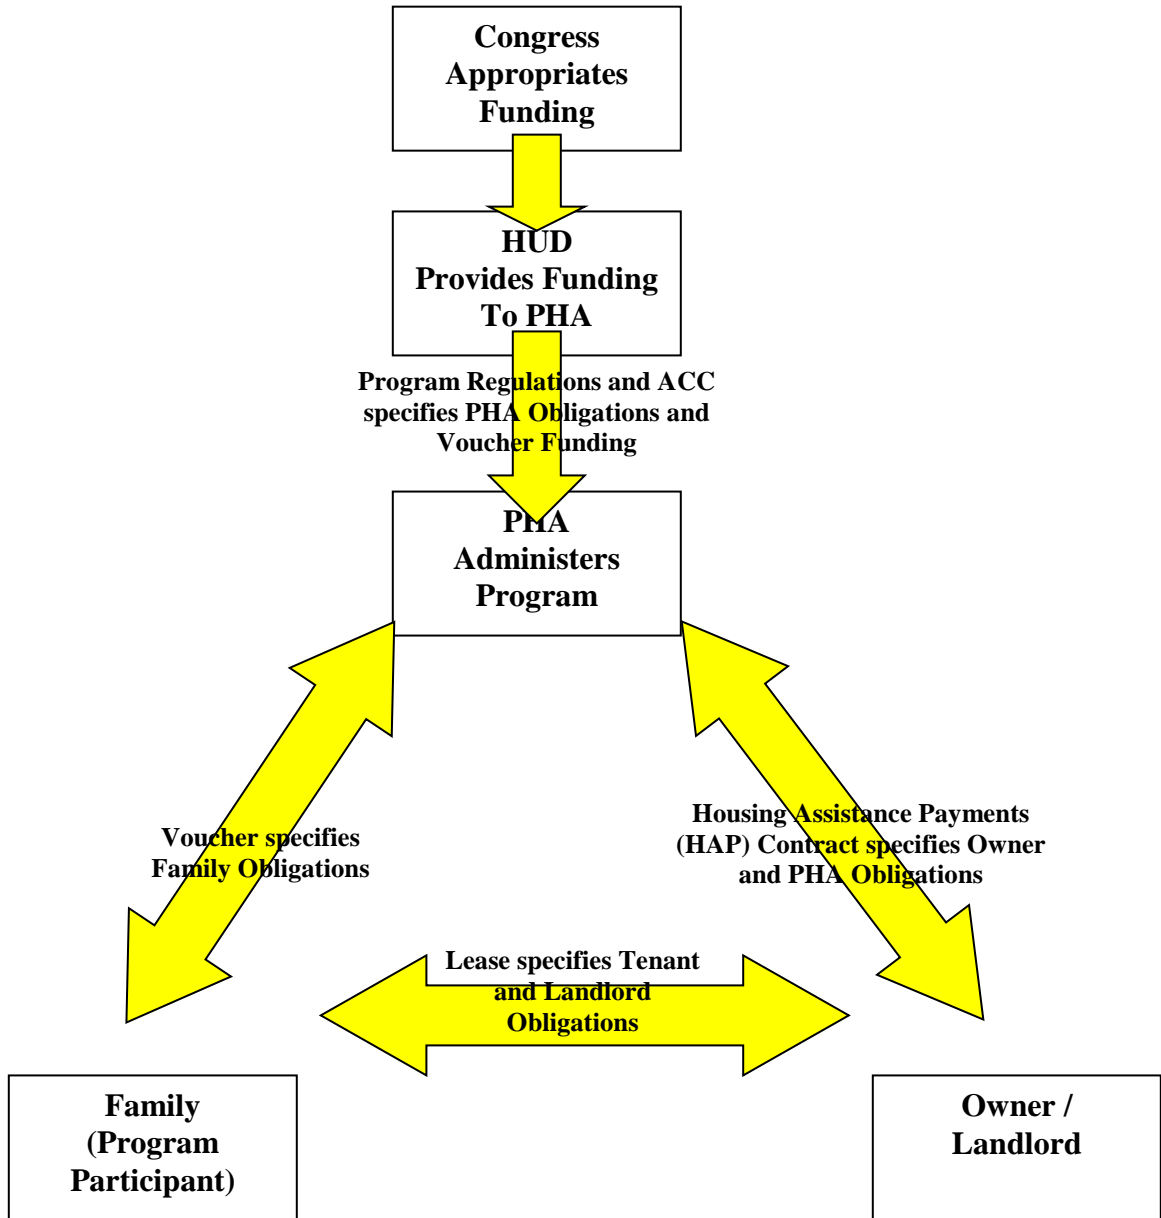 Congress
Appropriates
Funding
HUD
Provides Funding
To PHA
Program Regulations and ACC
specifies PHA Obligations and
Voucher Funding
PHA
Administers
Program
Voucher specifies
Family Obligations
Housing Assistance Payments
(HAP) Contract specifies Owner
and PHA Obligations
Lease specifies Tenant
and Landlord
Obligations
Family
(Program
Participant)
Owner /
Landlord